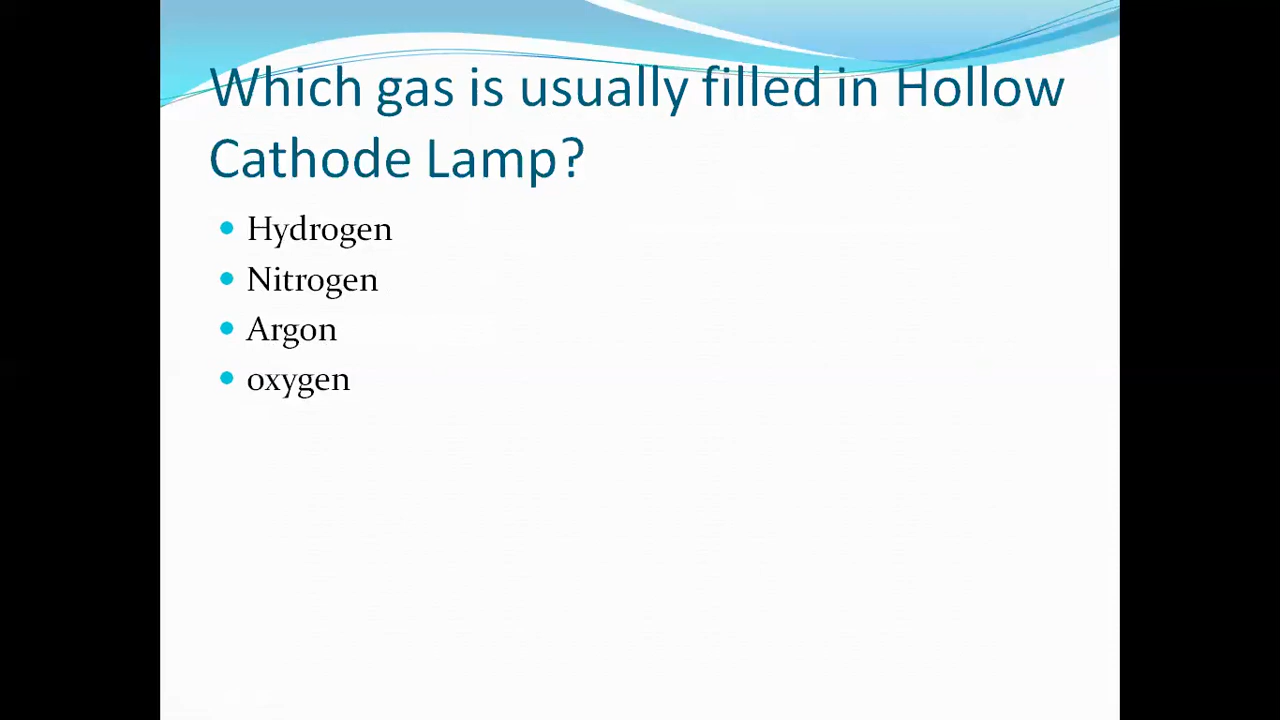 Which gas is usually filled in Hollow
Cathode Lamp?
• Hydrogen
• Nitrogen
• Argon
• oxygen